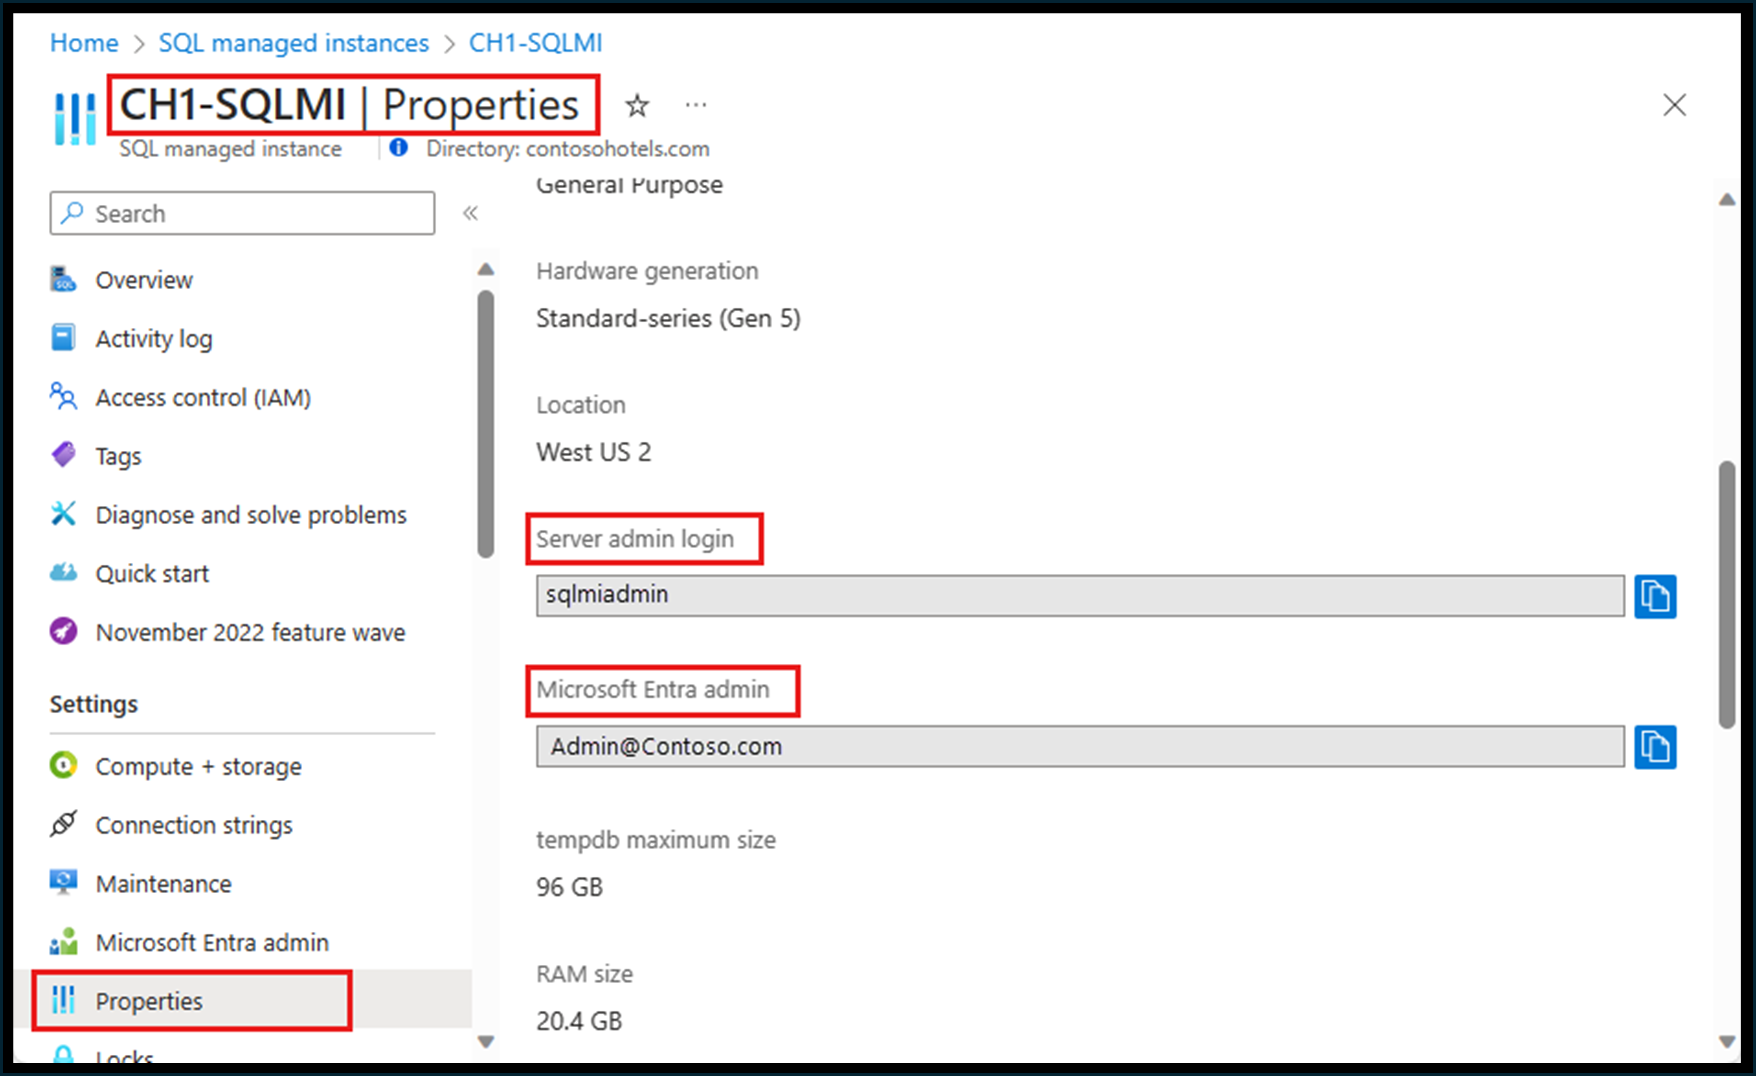 Home > SQL managed instances > CH1-SQLMI
CH1-SQLMI | Properties
SQL managed instance
Directory: contosohotels.com
Search
Overview
Activity log
Access control (IAM)
Tags
Diagnose and solve problems
Quick start
November 2022 feature wave
Settings
Compute + storage
Connection strings
Maintenance
Microsoft Entra admin
Properties
Locks
General Purpose
Hardware generation
Standard-series (Gen 5)
Location
West US 2
Server admin login
sqlmiadmin
Microsoft Entra admin
Admin@Contoso.com
tempdb maximum size
96 GB
RAM size
20.4 GB